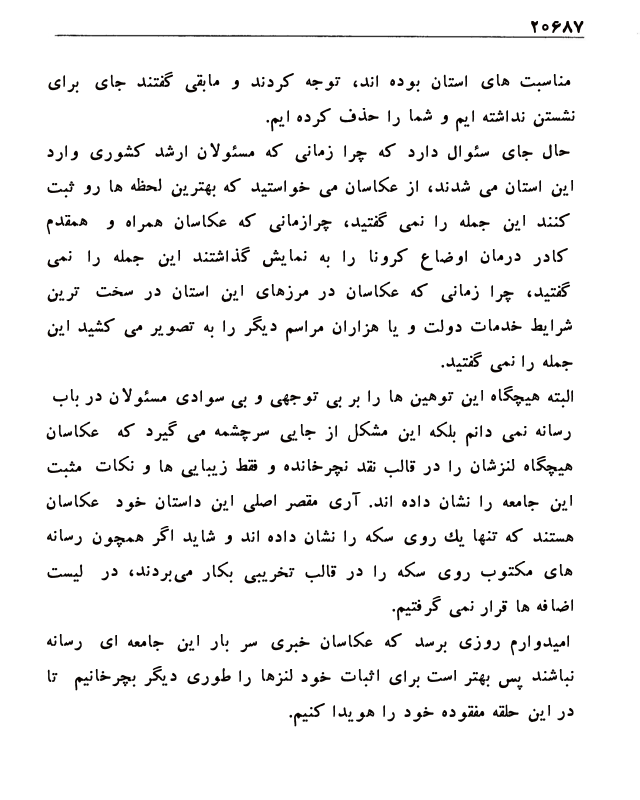 ۲۰۶۸۷
مناسبت های استان بوده اند، توجه کردند و مابقی گفتند جای برای
نشستن نداشته ایم و شما را حذف کرده ایم.
حال جای سئوال دارد که چرا زمانی که مسئولان ارشد کشوری وارد
این استان می شدند، از عکاسان می خواستید که بهترین لحظه ها رو ثبت
کنند این جمله را نمی گفتید، چرازمانی که عکاسان همراه و همقدم
کادر درمان اوضاع کرونا را به نمایش گذاشتند این جمله را نمی
گفتید، چرا زمانی که عکاسان در مرزهای این استان در سخت ترین
شرایط خدمات دولت و یا هزاران مراسم دیگر را به تصویر می کشید این
جمله را نمی گفتید.
البته هیچگاه این توهین ها را بر بی توجهی و بی سوادی مسئولان در باب
رسانه نمی دانم بلکه این مشکل از جایی سرچشمه می گیرد که عکاسان
هیچگاه لنزشان را در قالب نقد نچرخانده و فقط زیبایی ها و نکات مثبت
این جامعه را نشان داده اند. آری مقصر اصلی این داستان خود عکاسان
هستند که تنها یك روی سکه را نشان داده اند و شاید اگر همچون رسانه
های مکتوب روی سکه را در قالب تخریبی بکار می‌بردند، در لیست
اضافه ها قرار نمی گرفتیم.
امیدوارم روزی برسد که عکاسان خبری سر بار این جامعه ای رسانه
نباشند پس بهتر است برای اثبات خود لنزها را طوری دیگر بچرخانیم تا
در این حلقه مفقوده خود را هویدا کنیم.